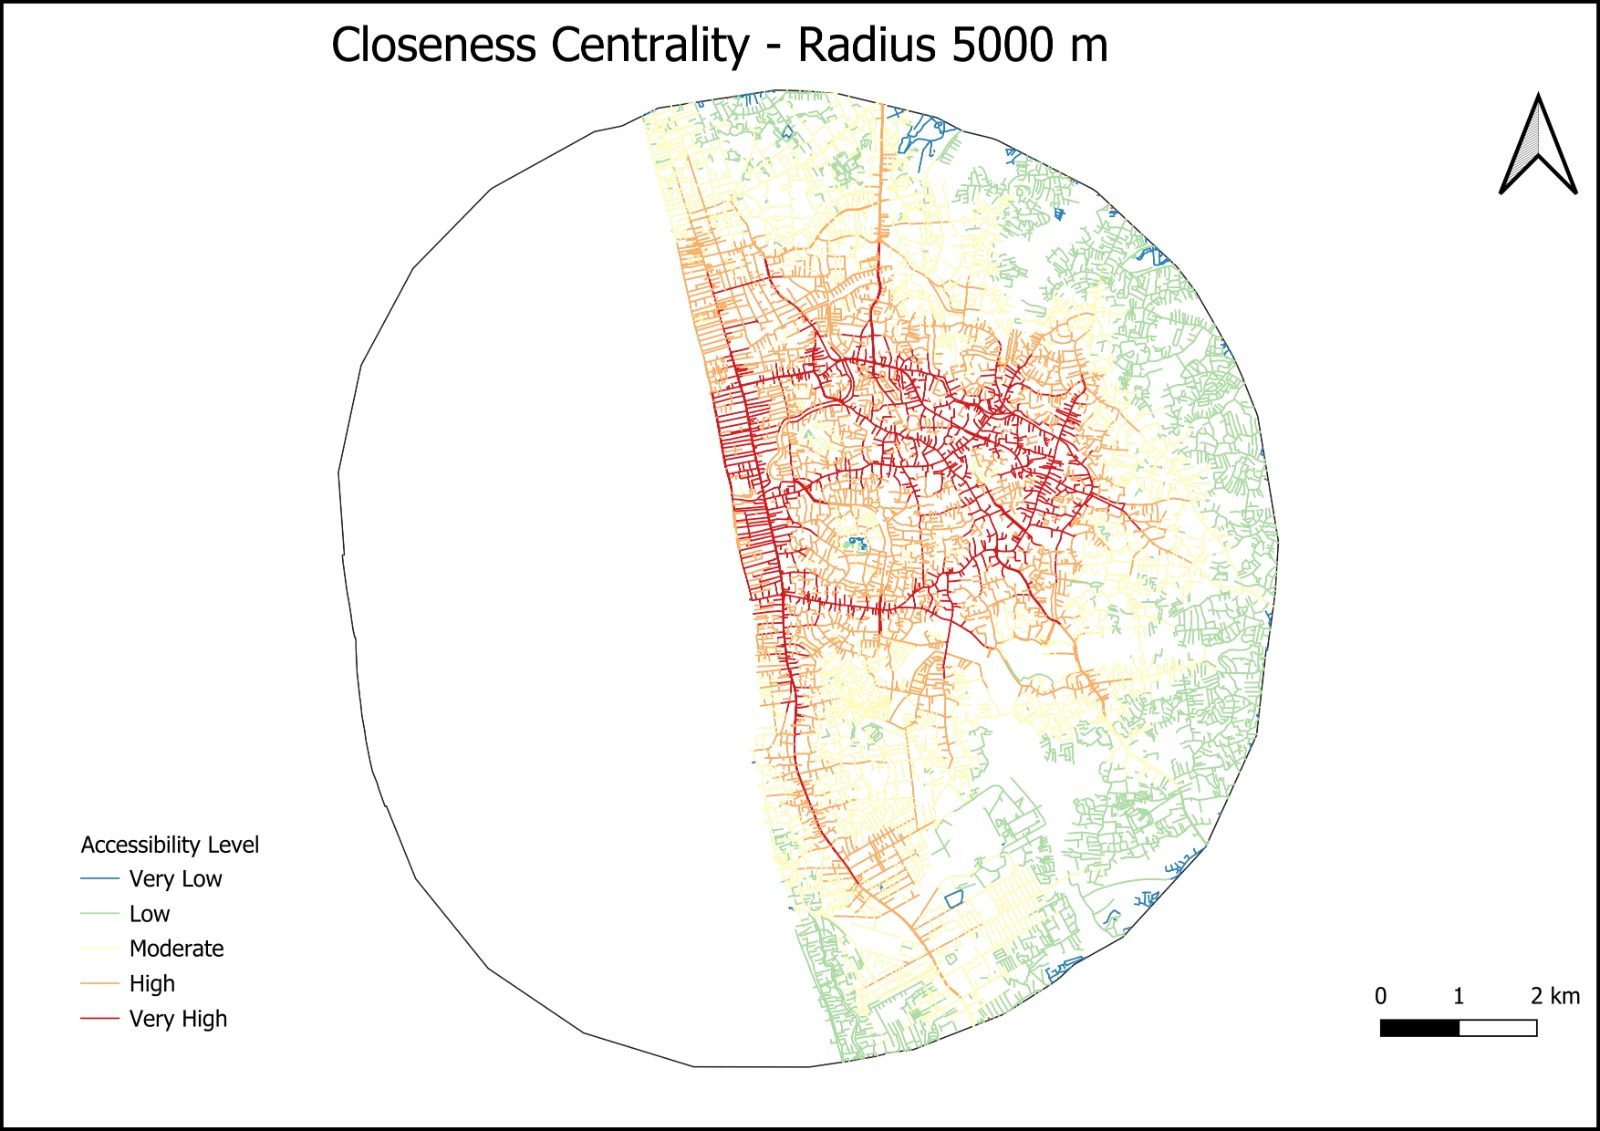 Closeness Centrality - Radius 5000 m
Accessibility Level
Very Low
Low
Moderate
High
Very High
0 1 2 km